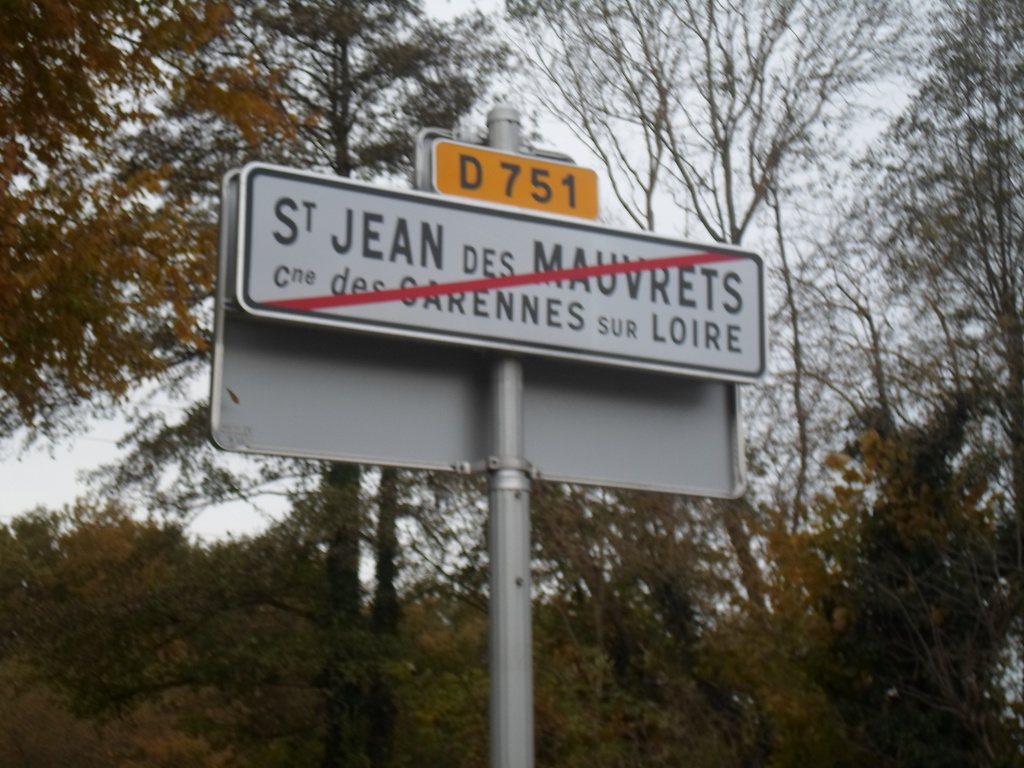 D 751
ST JEAN DES MAUVRETS
Cne des GARENNES SUR LOIRE